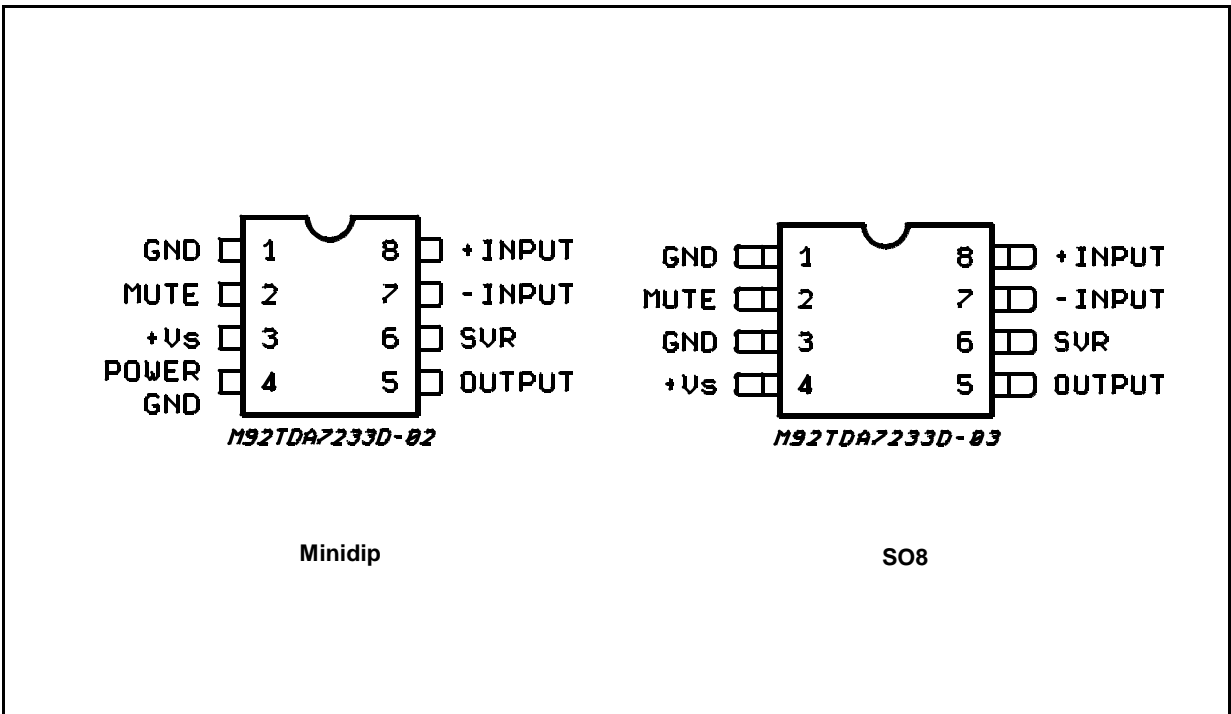 GND 1 8 +INPUT
MUTE 2 7 -INPUT
+Vs 3 6 SVR
POWER
GND 4 5 OUTPUT
M92TDA7233D-02
Minidip
GND 1 8 +INPUT
MUTE 2 7 -INPUT
GND 3 6 SVR
+Vs 4 5 OUTPUT
M92TDA7233D-03
SO8